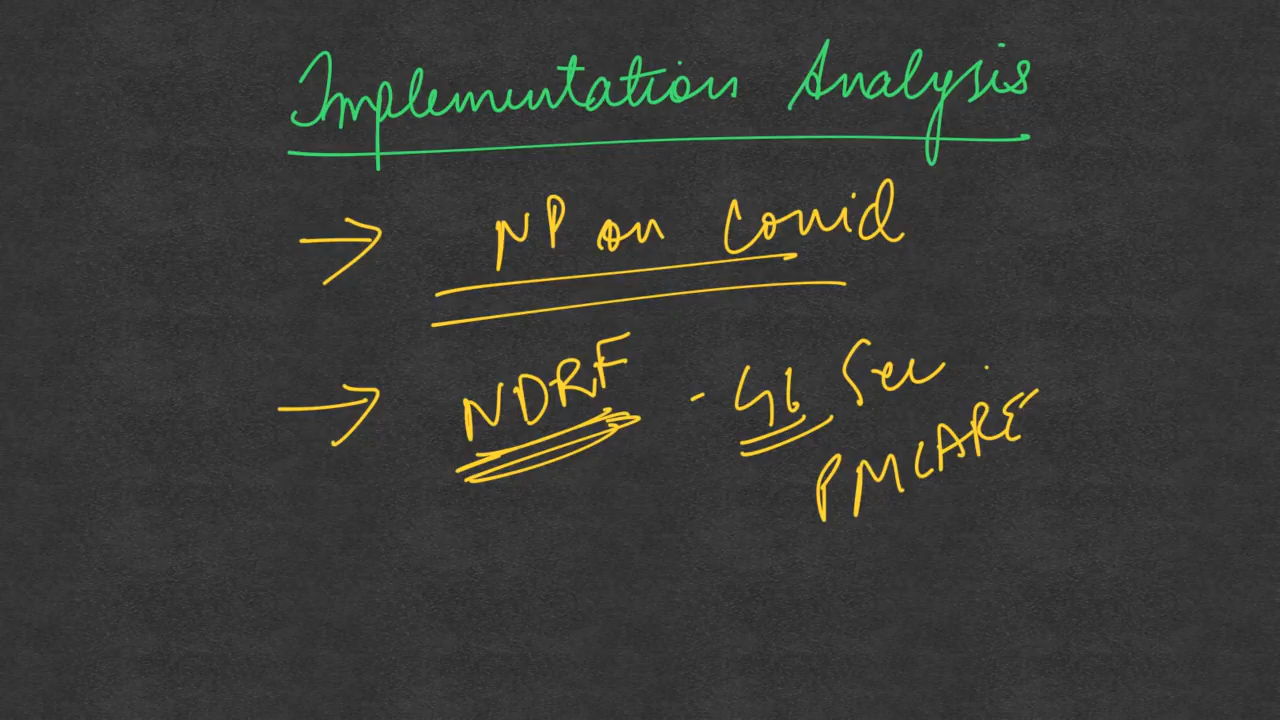 Implementation Analysis
→ NP on Covid
→ NDRF - 46 Sec
PMCARE